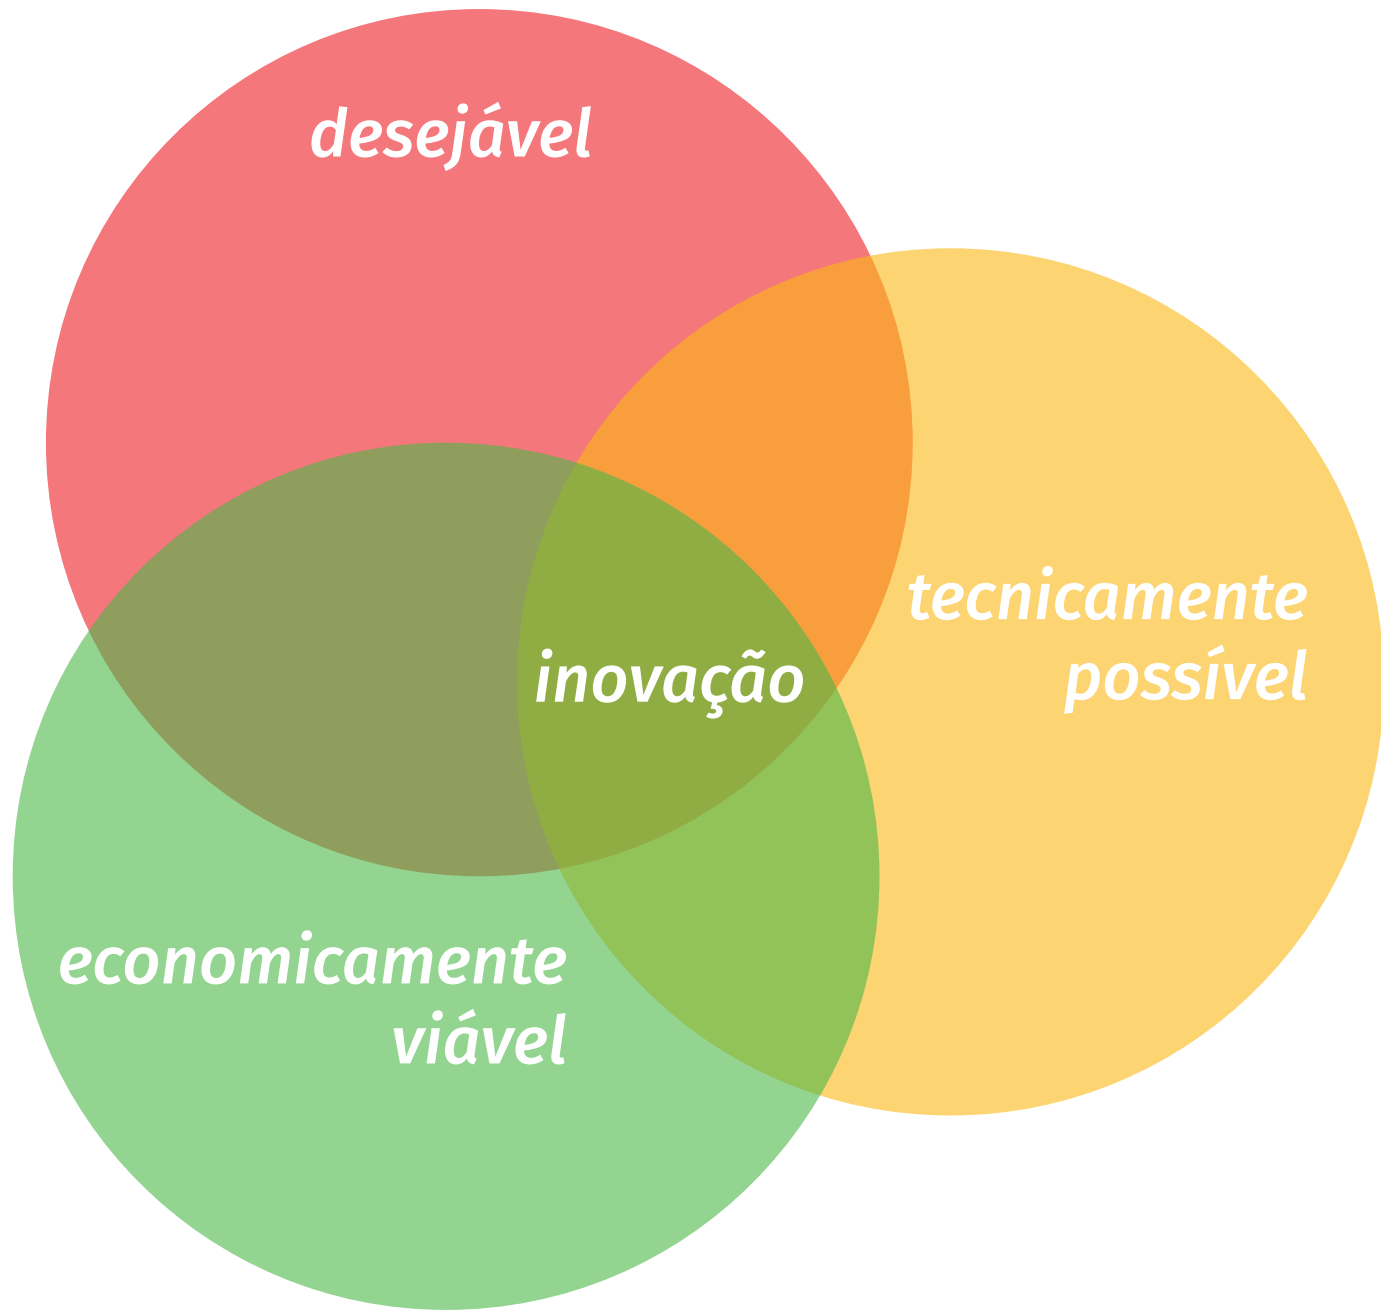 desejável
tecnicamente
possível
inovação
economicamente
viável